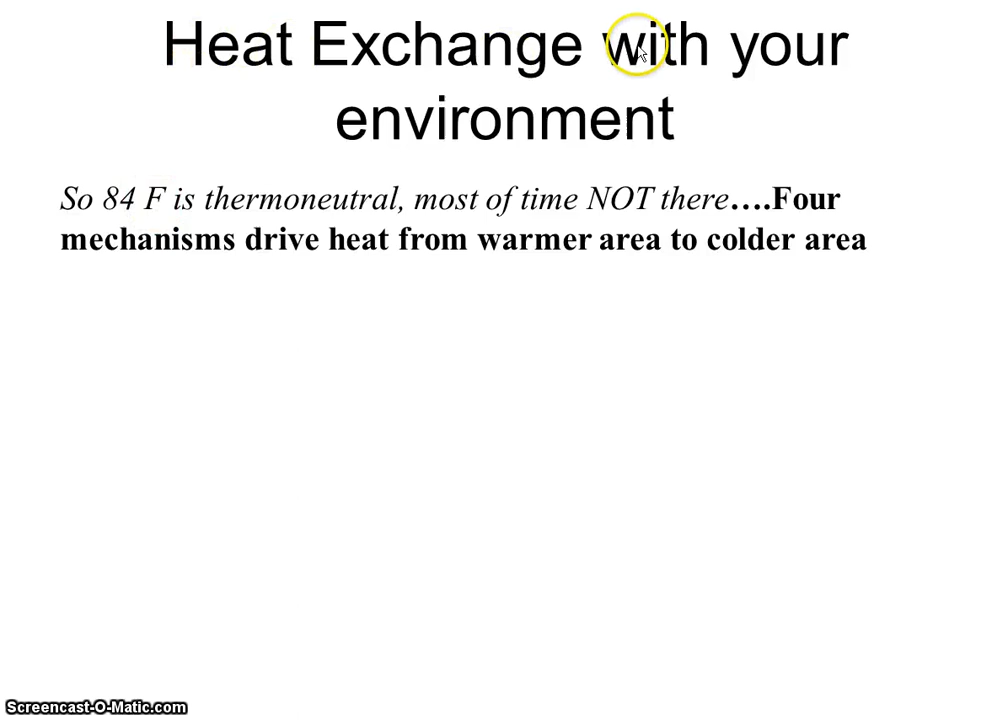 Heat Exchange with your
environment
So 84 F is thermoneutral, most of time NOT there….Four
mechanisms drive heat from warmer area to colder area
Screencast-O-Matic.com